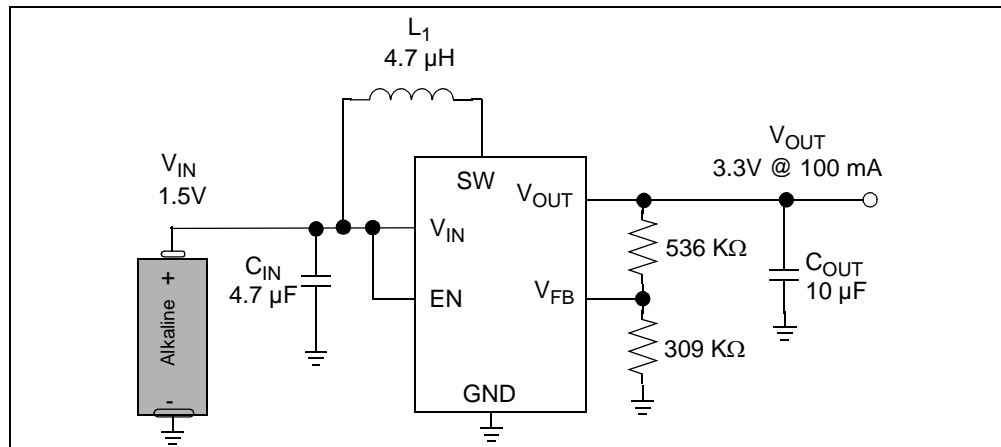 L1
4.7 µH
VIN
1.5V
VOUT
3.3V @ 100 mA
SW
VOUT
VIN
536 KΩ
CIN
4.7 µF
COUT
10 µF
EN
VFB
309 KΩ
GND
+
Alkaline
-